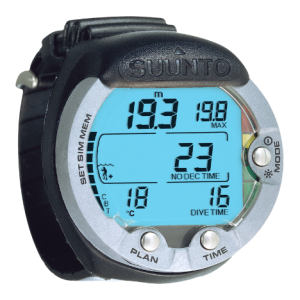 SUUNTO
m
19.3 19.8
MAX
SET SIM MEM
23
NO DEC TIME
18 16
°C DIVE TIME
MODE
PLAN TIME